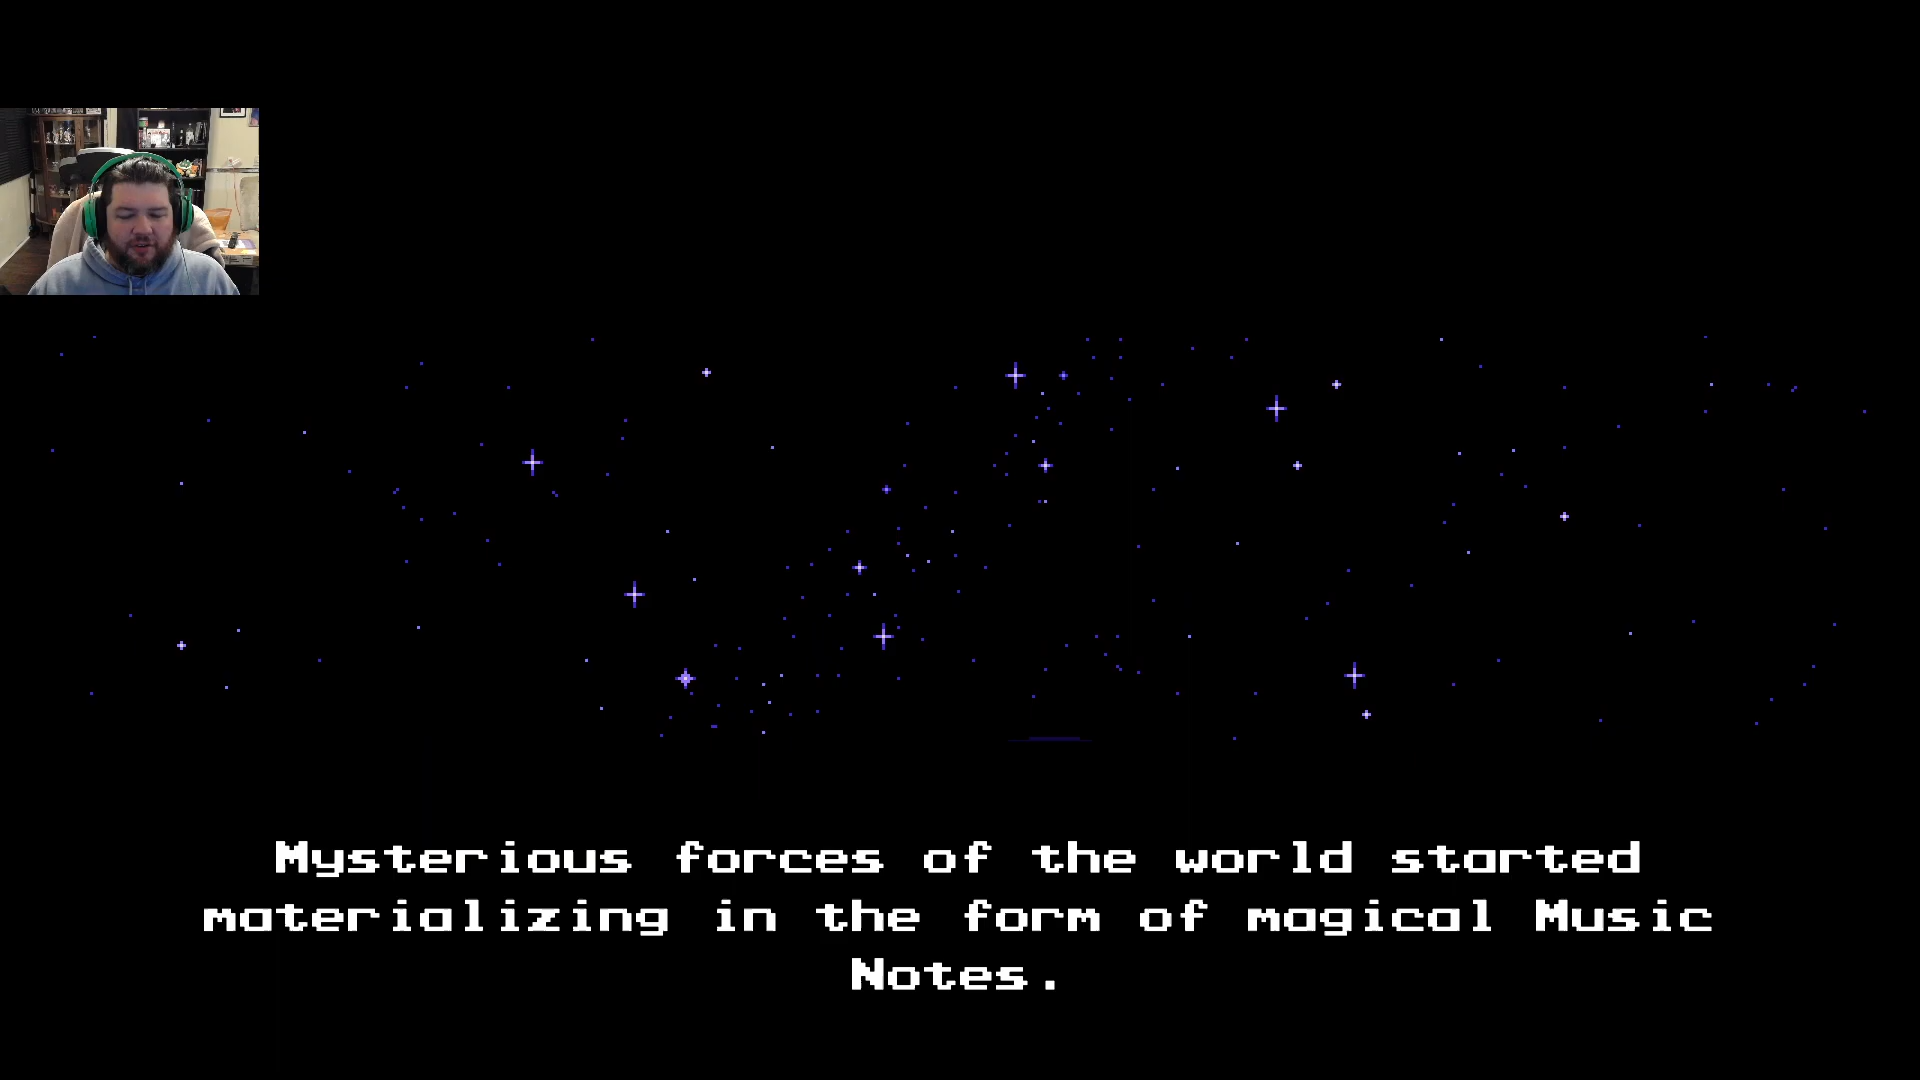 Mysterious forces of the world started
materializing in the form of magical Music
Notes.